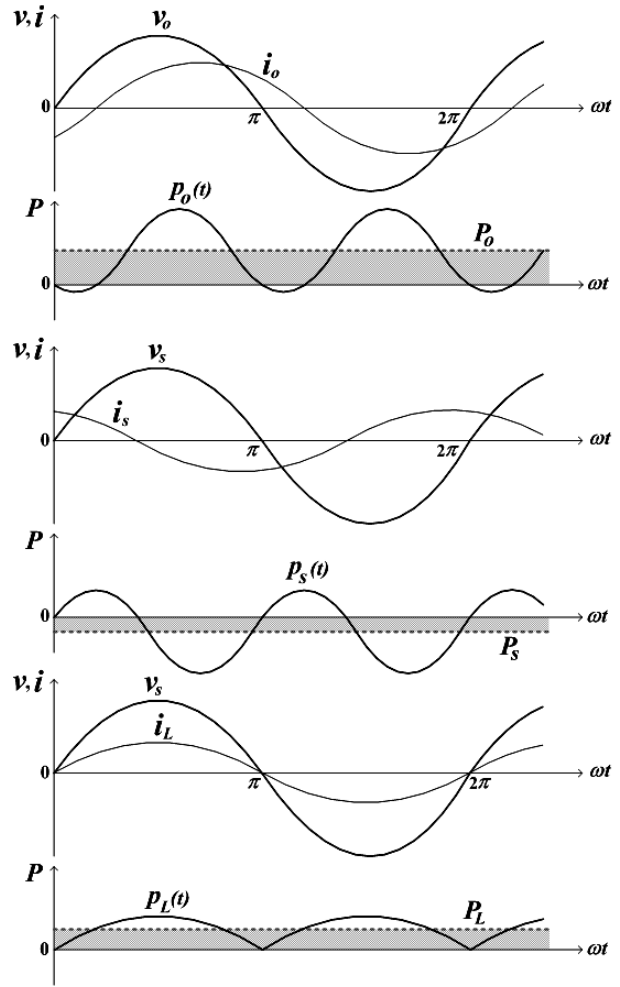 v, i
v_o
i_o
0
π
2π
ωt
P
p_o(t)
P_o
0
ωt
v, i
v_s
i_s
0
π
2π
ωt
P
p_s(t)
0
ωt
P_s
v, i
v_s
i_L
0
π
2π
ωt
P
p_L(t)
P_L
0
ωt